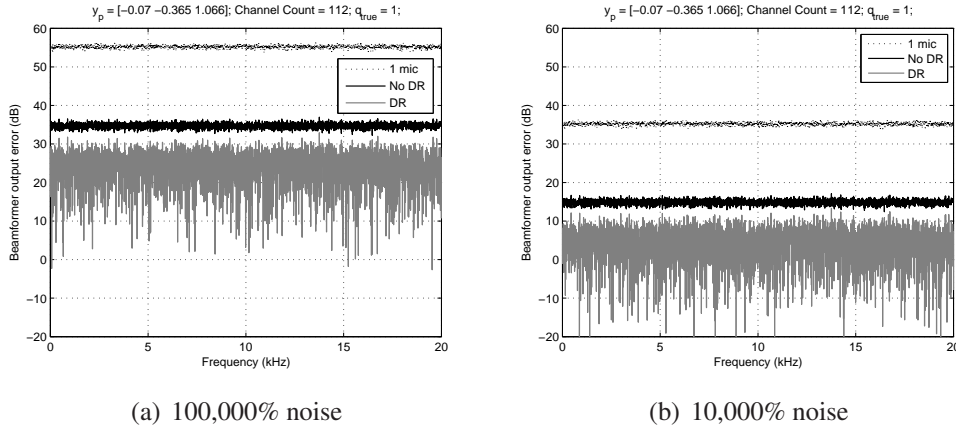 y_p = [−0.07 −0.365 1.066]; Channel Count = 112; q_true = 1;
60
50
40
30
20
10
0
−10
−20
Beamformer output error (dB)
1 mic
No DR
DR
0 5 10 15 20
Frequency (kHz)
(a) 100,000% noise
y_p = [−0.07 −0.365 1.066]; Channel Count = 112; q_true = 1;
60
50
40
30
20
10
0
−10
−20
Beamformer output error (dB)
1 mic
No DR
DR
0 5 10 15 20
Frequency (kHz)
(b) 10,000% noise